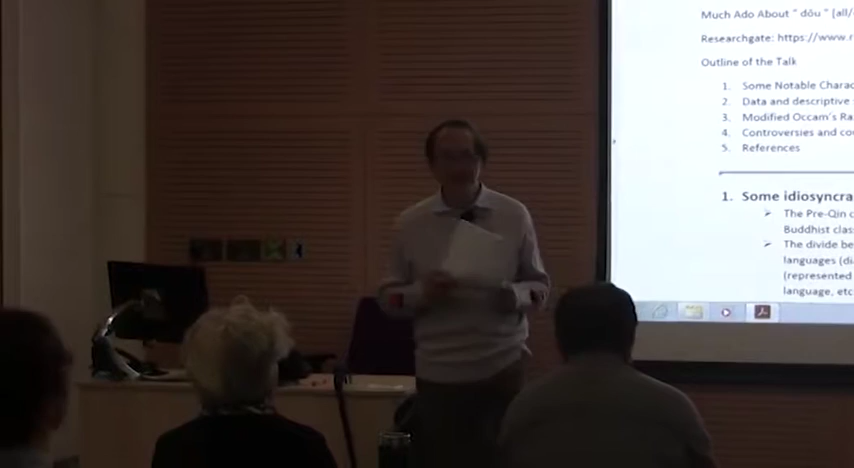 Much Ado About " dōu " (all/
Researchgate: https://www.r
Outline of the Talk
1. Some Notable Charac
2. Data and descriptive
3. Modified Occam's Ra
4. Controversies and co
5. References
1. Some idiosyncra
➢ The Pre-Qin c
Buddhist clas
➢ The divide be
languages (di
(represented
language, etc